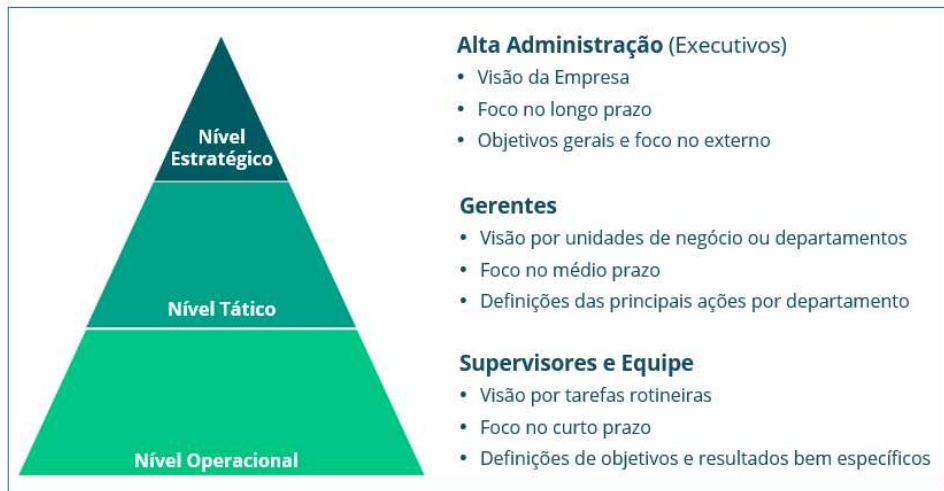 Nível
Estratégico
Alta Administração (Executivos)
• Visão da Empresa
• Foco no longo prazo
• Objetivos gerais e foco no externo
Nível Tático
Gerentes
• Visão por unidades de negócio ou departamentos
• Foco no médio prazo
• Definições das principais ações por departamento
Nível Operacional
Supervisores e Equipe
• Visão por tarefas rotineiras
• Foco no curto prazo
• Definições de objetivos e resultados bem específicos